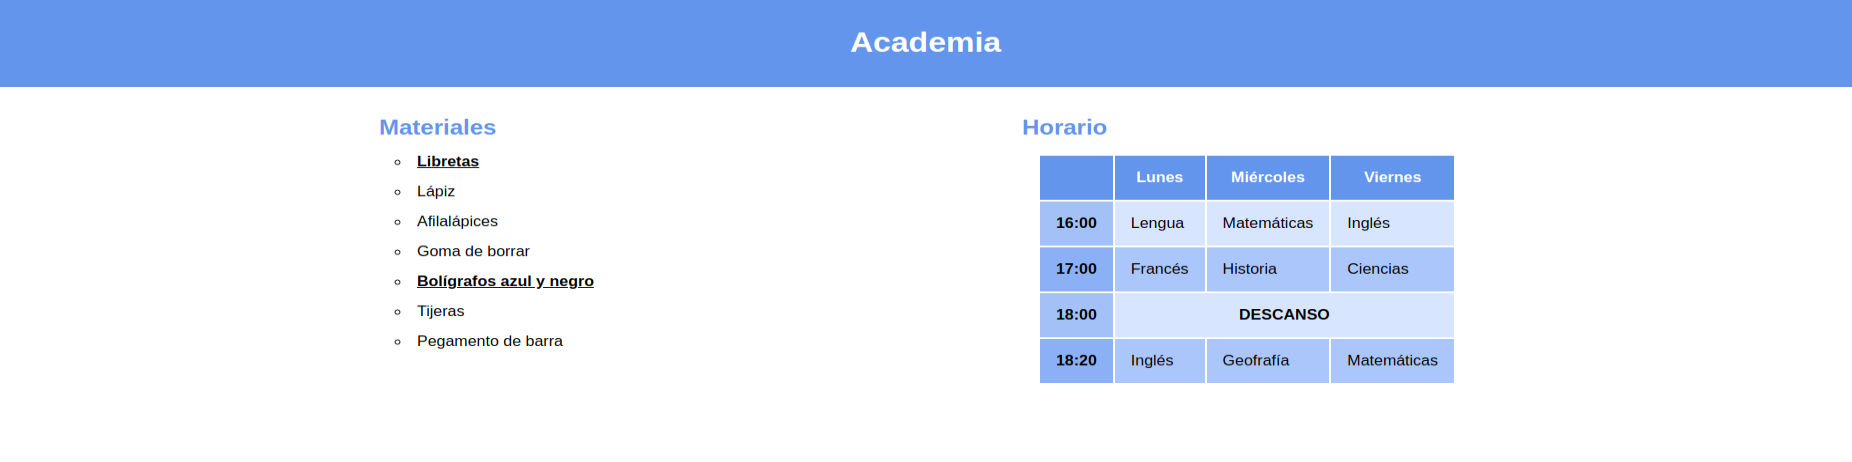 Academia
Materiales
Libretas
Lápiz
Afilalápices
Goma de borrar
Bolígrafos azul y negro
Tijeras
Pegamento de barra
Horario
Lunes Miércoles Viernes
16:00 Lengua Matemáticas Inglés
17:00 Francés Historia Ciencias
18:00 DESCANSO
18:20 Inglés Geofrafía Matemáticas